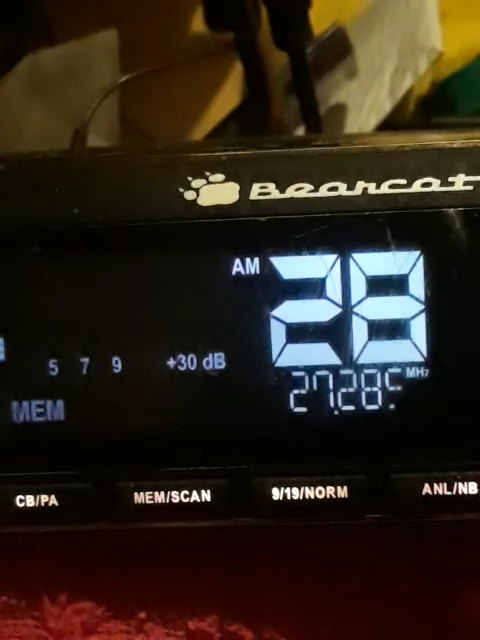 Bearcat
AM
28
5 7 9 +30 dB
27.285 MHz
MEM
CB/PA MEM/SCAN 9/19/NORM ANL/NB